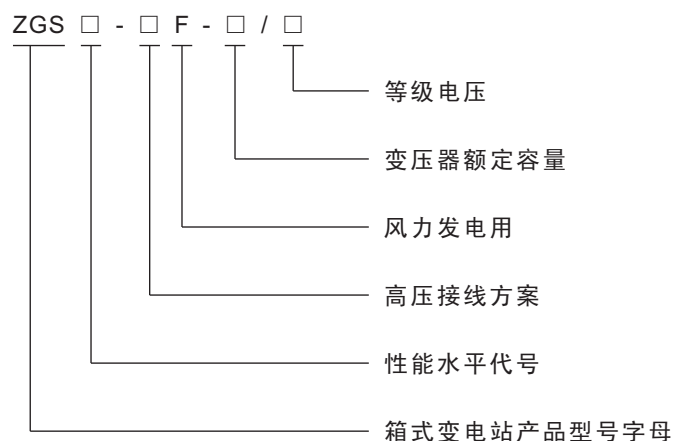 ZGS □ - □ F - □ / □
等级电压
变压器额定容量
风力发电用
高压接线方案
性能水平代号
箱式变电站产品型号字母